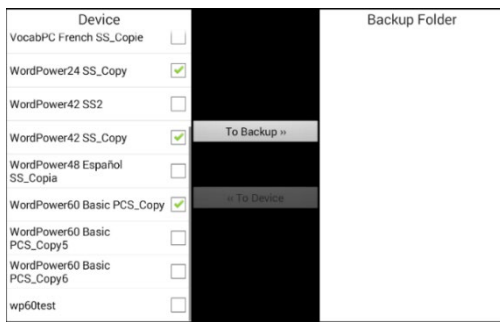 Device
VocabPC French SS_Copie
WordPower24 SS_Copy
WordPower42 SS2
WordPower42 SS_Copy
WordPower48 Español
SS_Copia
WordPower60 Basic PCS_Copy
WordPower60 Basic
PCS_Copy5
WordPower60 Basic
PCS_Copy6
wp60test
To Backup »
« To Device
Backup Folder